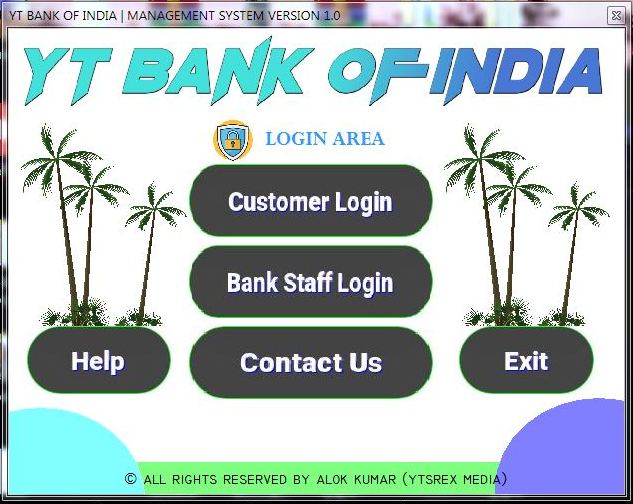 YT BANK OF INDIA | MANAGEMENT SYSTEM VERSION 1.0
YT BANK OF INDIA
LOGIN AREA
Customer Login
Bank Staff Login
Help
Contact Us
Exit
© ALL RIGHTS RESERVED BY ALOK KUMAR (YTSREX MEDIA)